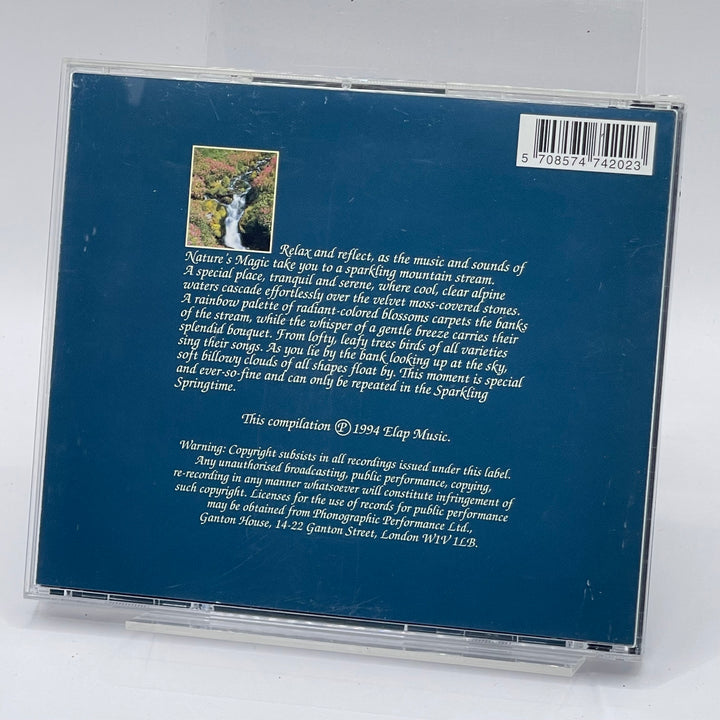 5 708574 742023
Relax and reflect, as the music and sounds of
Nature's Magic take you to a sparkling mountain stream.
A special place, tranquil and serene, where cool, clear alpine
waters cascade effortlessly over the velvet moss-covered stones.
A rainbow palette of radiant-colored blossoms carpets the banks
of the stream, while the whisper of a gentle breeze carries their
splendid bouquet. From lofty, leafy trees birds of all varieties
sing their songs. As you lie by the bank looking up at the sky,
soft billowy clouds of all shapes float by. This moment is special
and ever-so-fine and can only be repeated in the Sparkling
Springtime.
This compilation ℗ 1994 Elap Music.
Warning: Copyright subsists in all recordings issued under this label.
Any unauthorised broadcasting, public performance, copying,
re-recording in any manner whatsoever will constitute infringement of
such copyright. Licenses for the use of records for public performance
may be obtained from Phonographic Performance Ltd.,
Ganton House, 14-22 Ganton Street, London W1V 1LB.